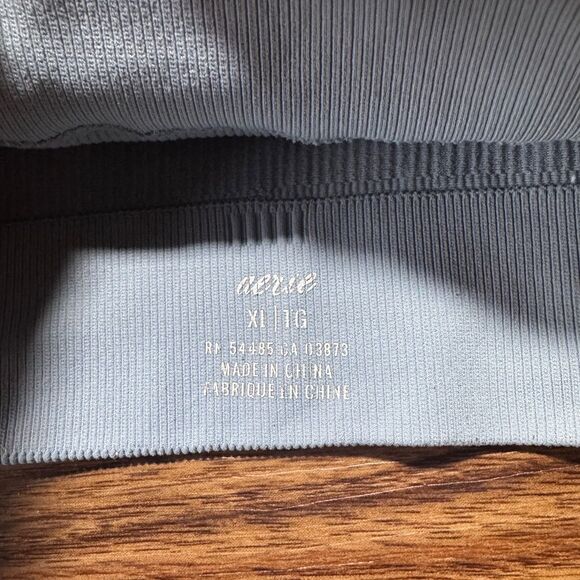 aerie
XL | TG
RN 54485 CA 03873
MADE IN CHINA
FABRIQUE EN CHINE